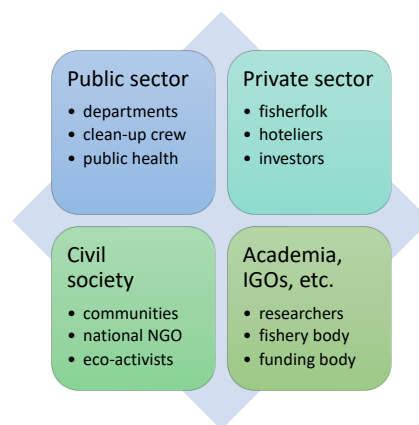 Public sector
• departments
• clean-up crew
• public health
Private sector
• fisherfolk
• hoteliers
• investors
Civil
society
• communities
• national NGO
• eco-activists
Academia,
IGOs, etc.
• researchers
• fishery body
• funding body